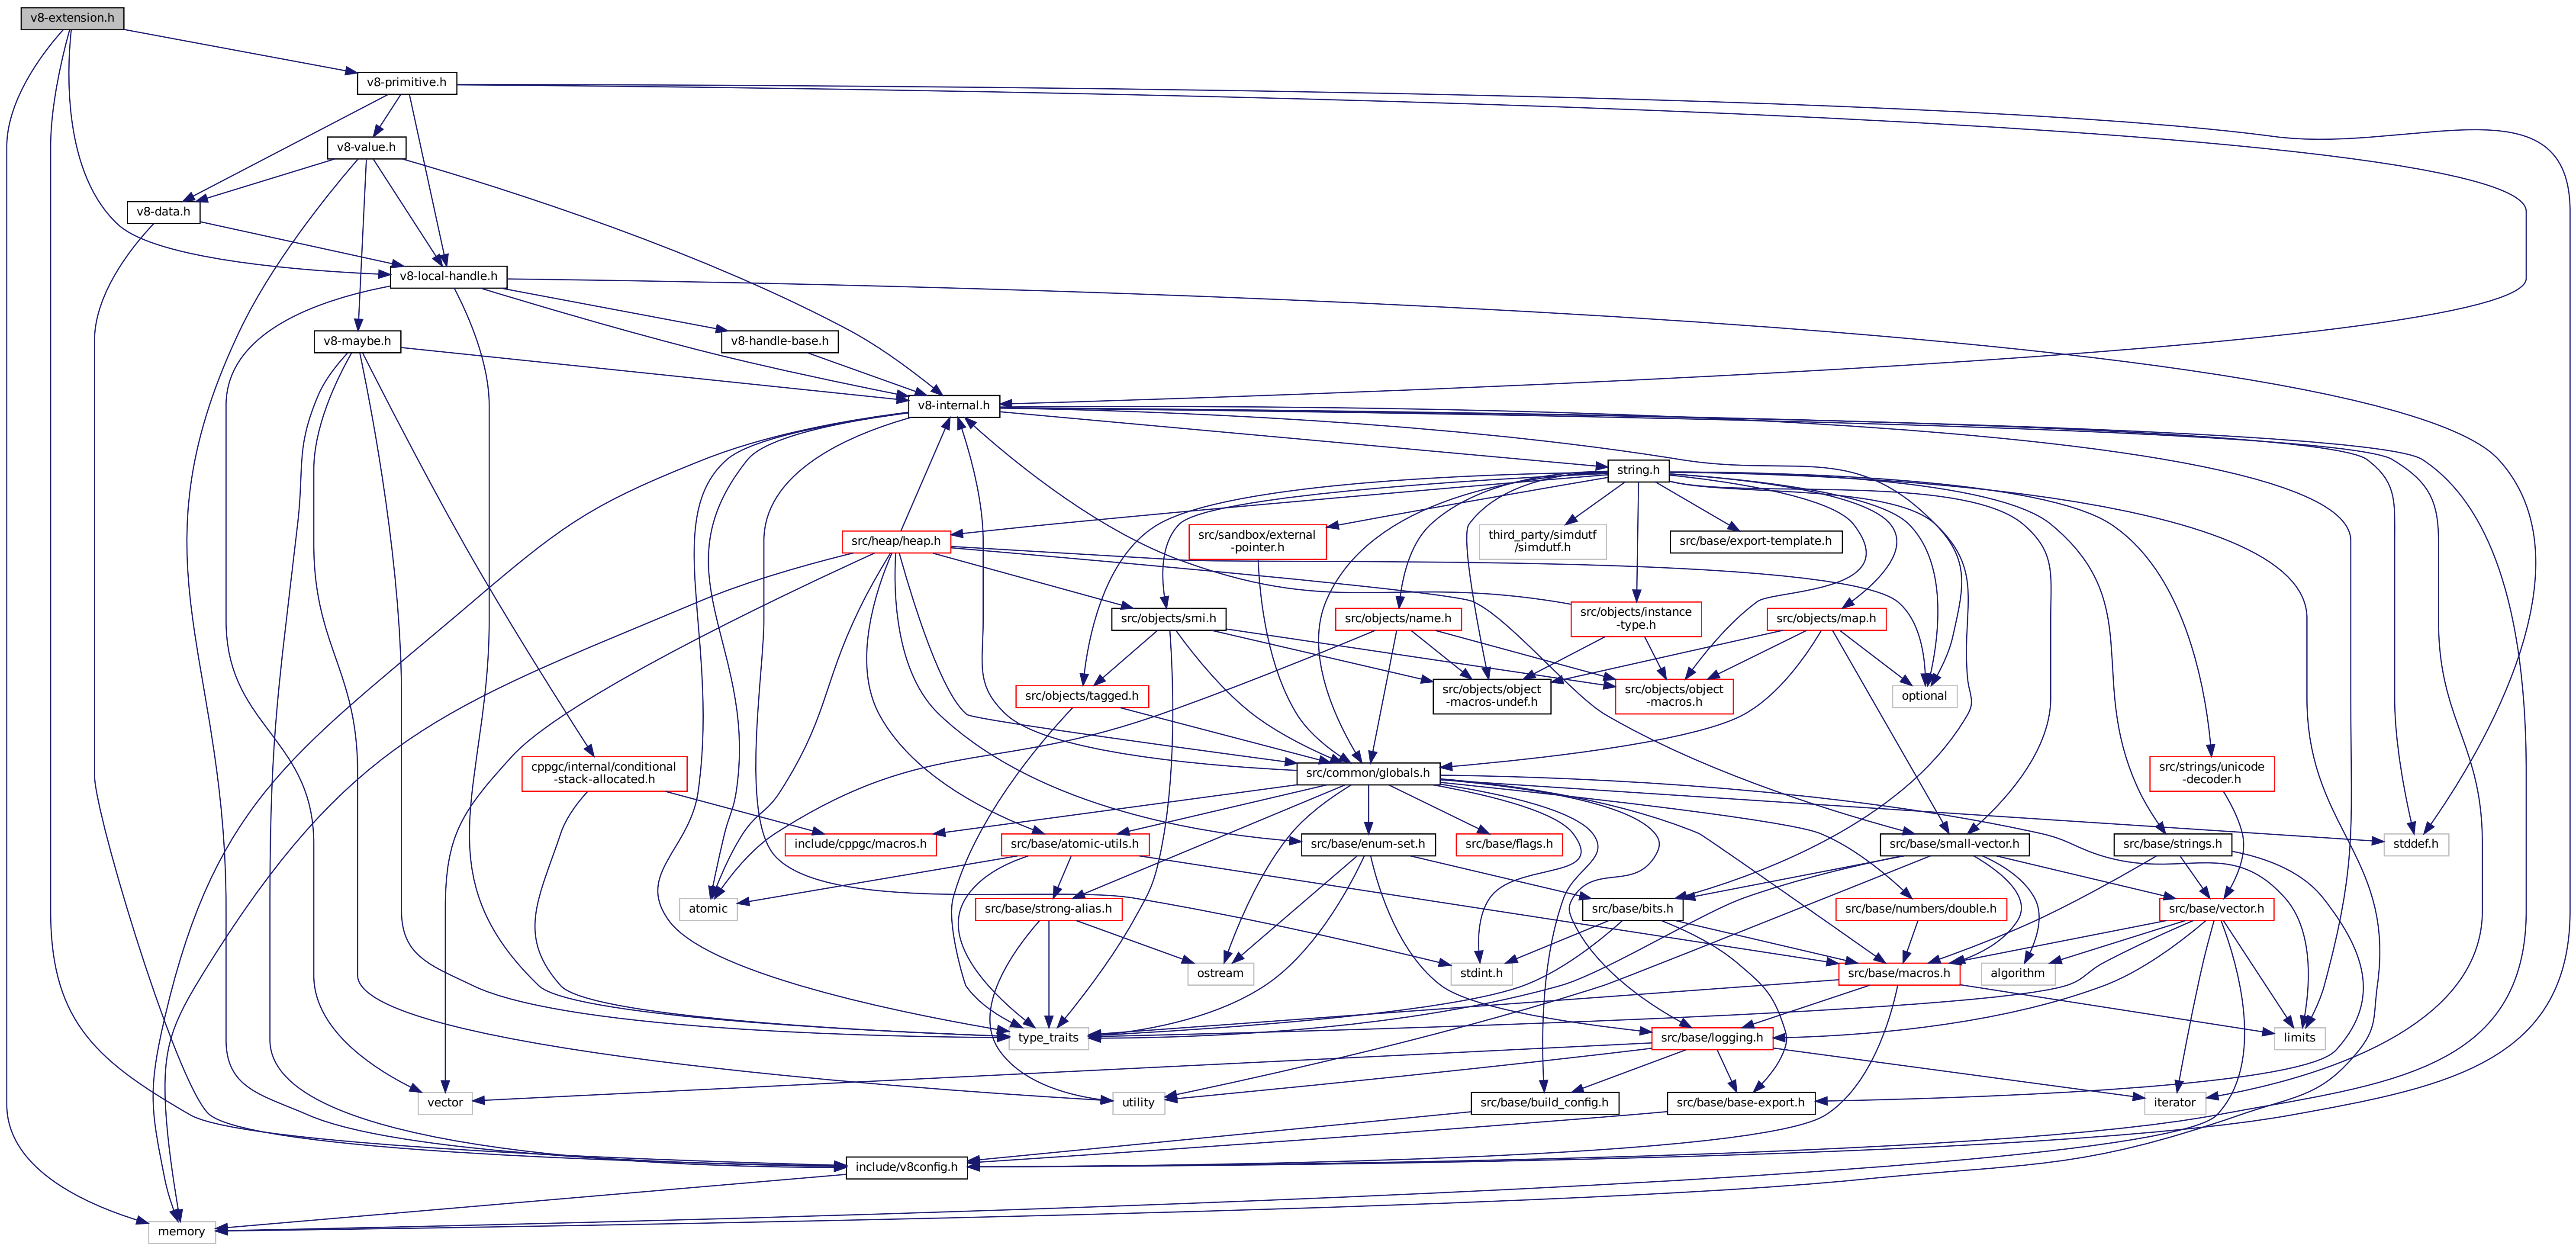 v8-extension.h
v8-primitive.h
v8-value.h
v8-data.h
v8-local-handle.h
v8-maybe.h
v8-handle-base.h
v8-internal.h
string.h
src/heap/heap.h
src/sandbox/external
-pointer.h
third_party/simdutf
/simdutf.h
src/base/export-template.h
src/objects/smi.h
src/objects/name.h
src/objects/instance
-type.h
src/objects/map.h
src/objects/tagged.h
src/objects/object
-macros-undef.h
src/objects/object
-macros.h
optional
cppgc/internal/conditional
-stack-allocated.h
src/common/globals.h
src/strings/unicode
-decoder.h
include/cppgc/macros.h
src/base/atomic-utils.h
src/base/enum-set.h
src/base/flags.h
src/base/small-vector.h
src/base/strings.h
stddef.h
atomic
src/base/strong-alias.h
src/base/bits.h
src/base/numbers/double.h
src/base/vector.h
ostream
stdint.h
src/base/macros.h
algorithm
type_traits
src/base/logging.h
limits
vector
utility
src/base/build_config.h
src/base/base-export.h
iterator
include/v8config.h
memory